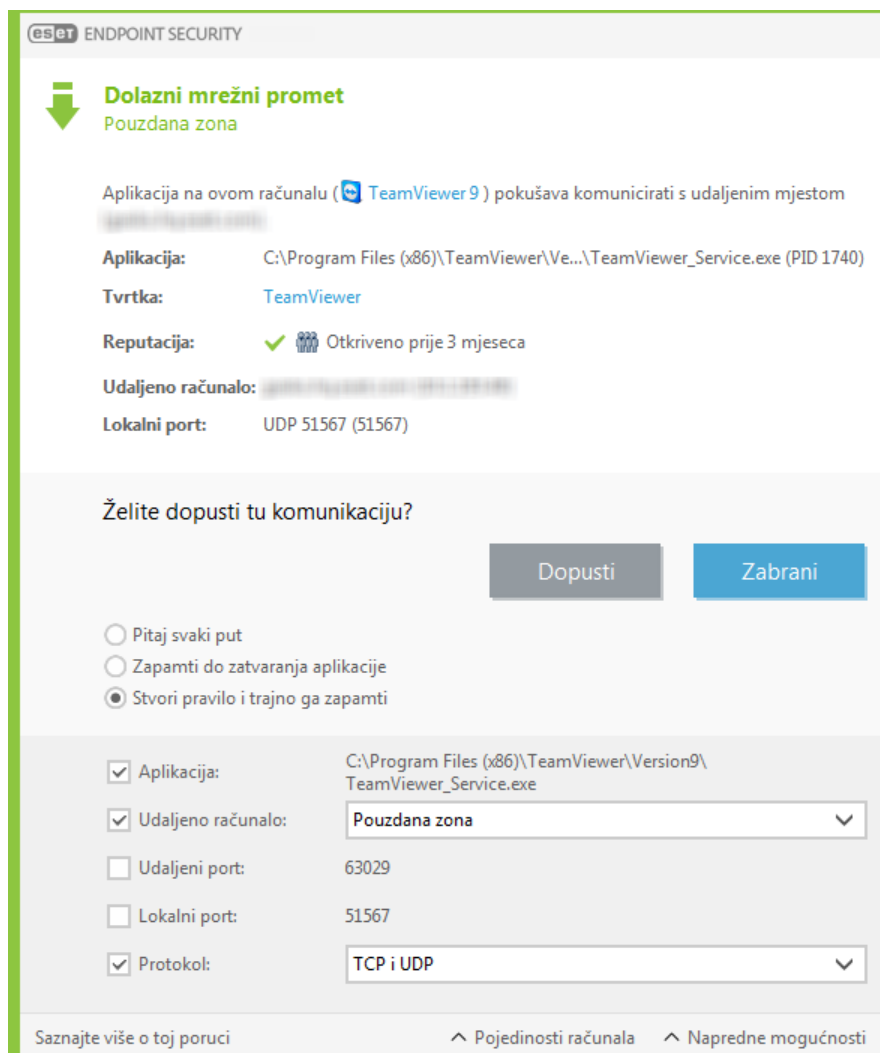 eset ENDPOINT SECURITY
Dolazni mrežni promet
Pouzdana zona
Aplikacija na ovom računalu ( TeamViewer 9 ) pokušava komunicirati s udaljenim mjestom
Aplikacija: C:\Program Files (x86)\TeamViewer\Ve...\TeamViewer_Service.exe (PID 1740)
Tvrtka: TeamViewer
Reputacija: Otkriveno prije 3 mjeseca
Udaljeno računalo:
Lokalni port: UDP 51567 (51567)
Želite dopusti tu komunikaciju?
Dopusti Zabrani
Pitaj svaki put
Zapamti do zatvaranja aplikacije
Stvori pravilo i trajno ga zapamti
Aplikacija: C:\Program Files (x86)\TeamViewer\Version9\
TeamViewer_Service.exe
Udaljeno računalo: Pouzdana zona
Udaljeni port: 63029
Lokalni port: 51567
Protokol: TCP i UDP
Saznajte više o toj poruci Pojedinosti računala Napredne mogućnosti